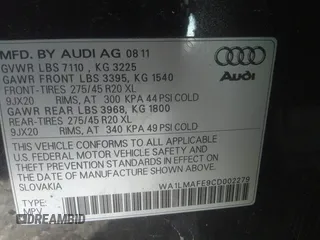 MFD. BY AUDI AG 08 11
GVWR LBS 7110, KG 3225
GAWR FRONT LBS 3395, KG 1540
FRONT-TIRES 275/45 R20 XL
9JX20 RIMS, AT 300 KPA 44 PSI COLD
GAWR REAR LBS 3968, KG 1800
REAR-TIRES 275/45 R20 XL
9JX20 RIMS, AT 340 KPA 49 PSI COLD
Audi
THIS VEHICLE CONFORMS TO ALL APPLICABLE
U.S. FEDERAL MOTOR VEHICLE SAFETY AND
THEFT PREVENTION STANDARDS IN EFFECT
ON THE DATE OF MANUFACTURE SHOWN ABOVE.
SLOVAKIA
WA1LMAFE9CD002279
TYPE:
MPV
DREAMBID